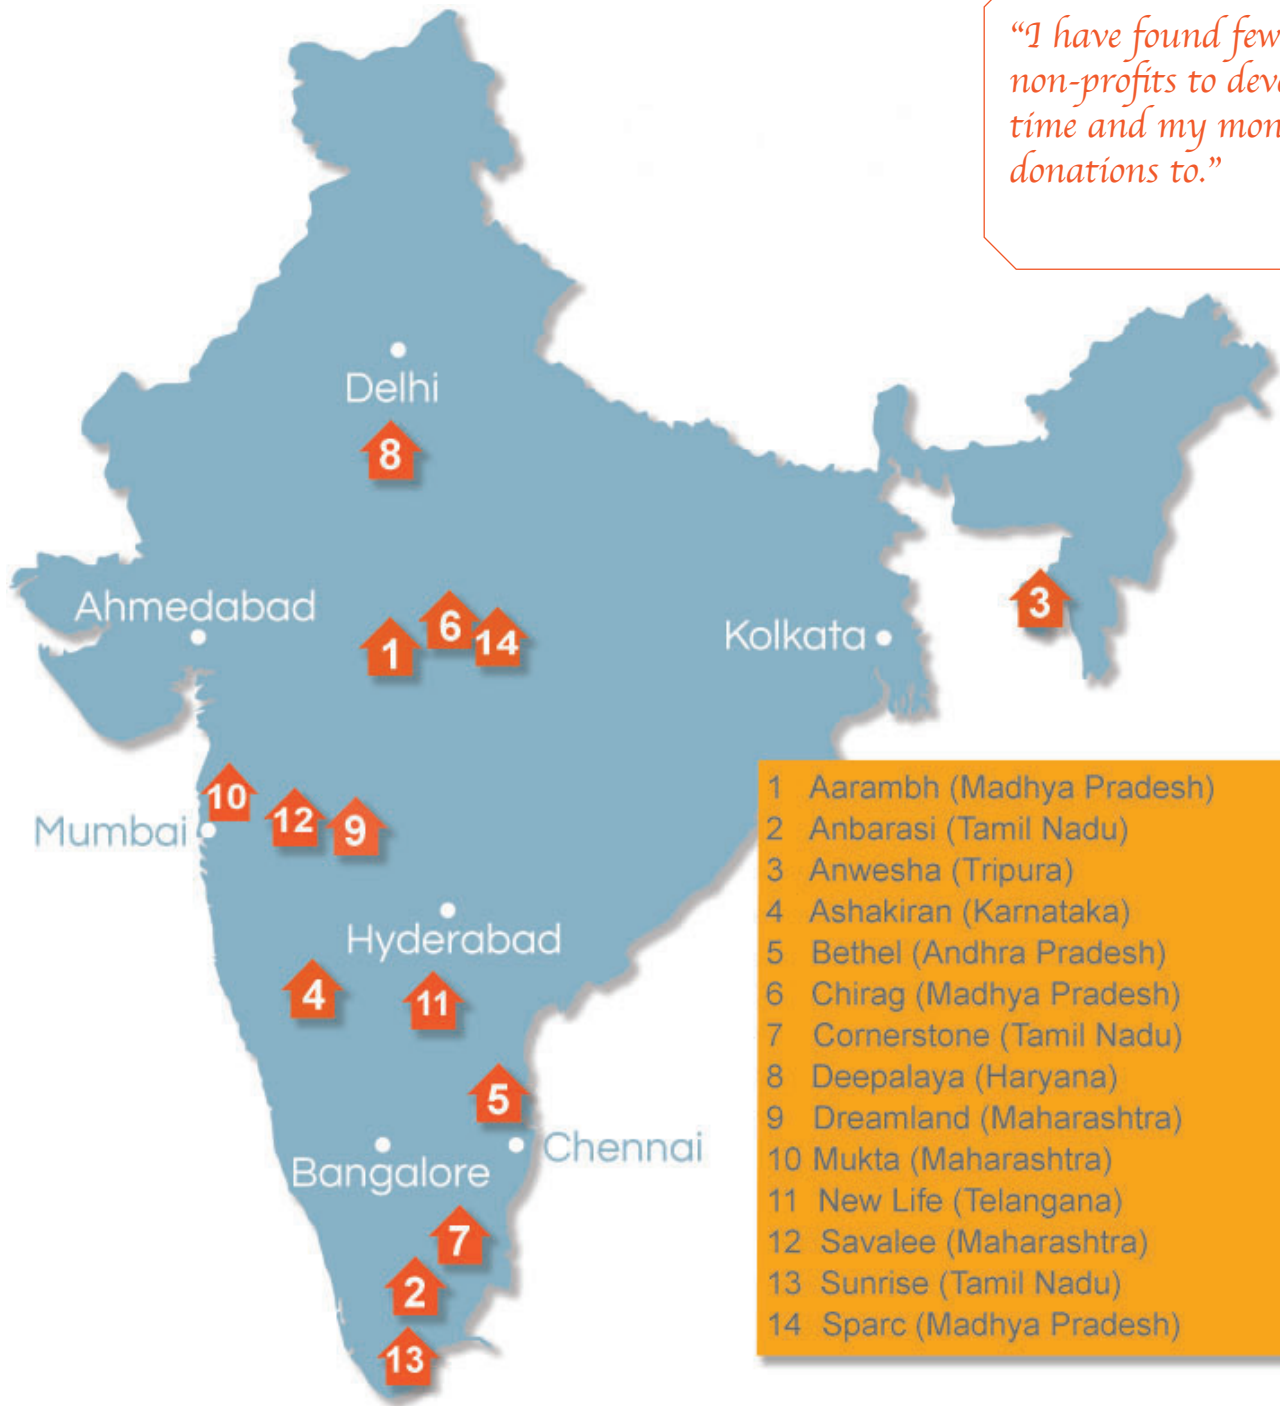 “I have found few
non-profits to
time and my
donations to.”
Delhi
8
Ahmedabad
1
6
14
Kolkata
3
10
12
9
Mumbai
Hyderabad
4
11
5
Bangalore
Chennai
7
2
13
1 Aarambh (Madhya Pradesh)
2 Anbarasi (Tamil Nadu)
3 Anwesha (Tripura)
4 Ashakiran (Karnataka)
5 Bethel (Andhra Pradesh)
6 Chirag (Madhya Pradesh)
7 Cornerstone (Tamil Nadu)
8 Deepalaya (Haryana)
9 Dreamland (Maharashtra)
10 Mukta (Maharashtra)
11 New Life (Telangana)
12 Savalee (Maharashtra)
13 Sunrise (Tamil Nadu)
14 Sparc (Madhya Pradesh)